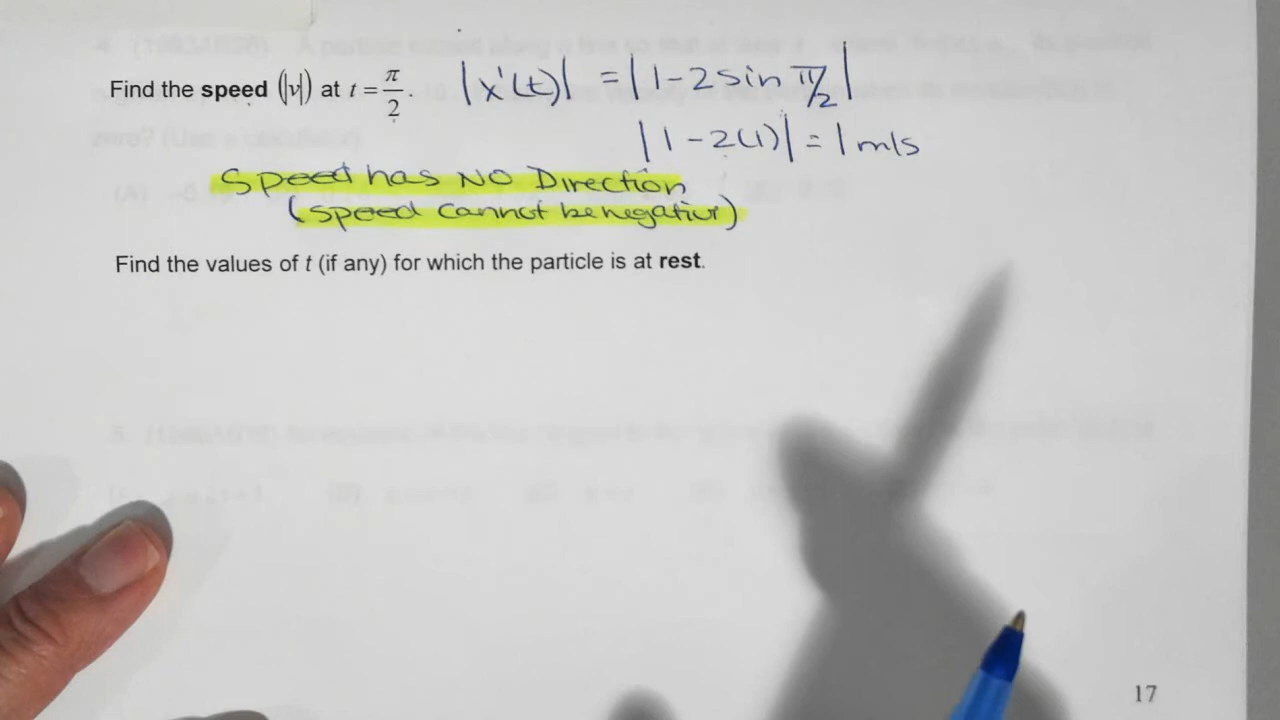 Find the speed (|v|) at t = π/2. |x'(t)| = |1-2sin π/2|
|1-2(1)| = 1 m/s
Speed has NO Direction
(speed cannot be negative)
Find the values of t (if any) for which the particle is at rest.
17